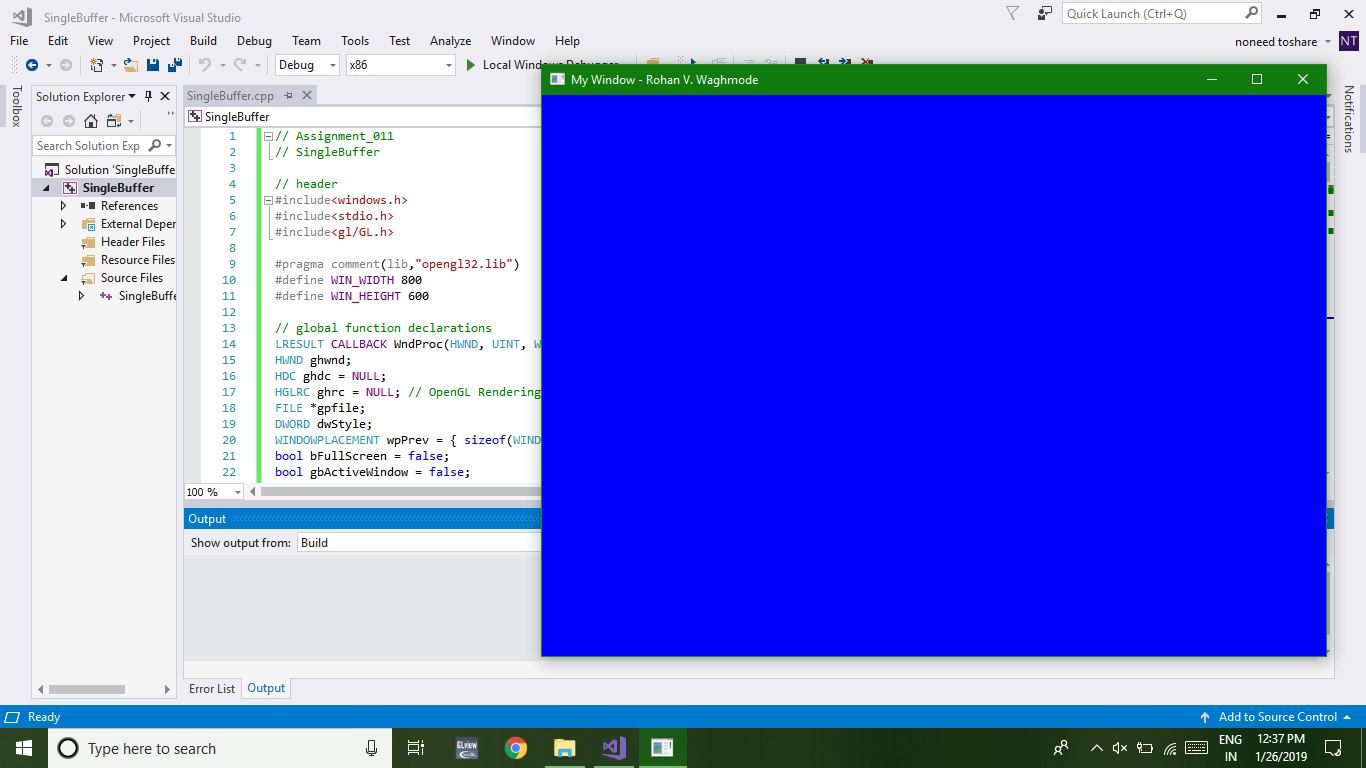 SingleBuffer - Microsoft Visual Studio
Quick Launch (Ctrl+Q)
File Edit View Project Build Debug Team Tools Test Analyze Window Help
noneed toshare NT
Debug x86 Local Windows Debugger
Toolbox
Solution Explorer
Search Solution Exp
Solution 'SingleBuffe
SingleBuffer
References
External Deper
Header Files
Resource Files
Source Files
SingleBuffe
SingleBuffer.cpp
SingleBuffer
1 // Assignment_011
2 // SingleBuffer
3
4 // header
5 #include<windows.h>
6 #include<stdio.h>
7 #include<gl/GL.h>
8
9 #pragma comment(lib,"opengl32.lib")
10 #define WIN_WIDTH 800
11 #define WIN_HEIGHT 600
12
13 // global function declarations
14 LRESULT CALLBACK WndProc(HWND, UINT, W
15 HWND ghwnd;
16 HDC ghdc = NULL;
17 HGLRC ghrc = NULL; // OpenGL Rendering
18 FILE *gpfile;
19 DWORD dwStyle;
20 WINDOWPLACEMENT wpPrev = { sizeof(WIND
21 bool bFullScreen = false;
22 bool gbActiveWindow = false;
100 %
My Window - Rohan V. Waghmode
Notifications
Output
Show output from: Build
Error List Output
Ready
Add to Source Control
Type here to search
GLview
ENG
IN
12:37 PM
1/26/2019